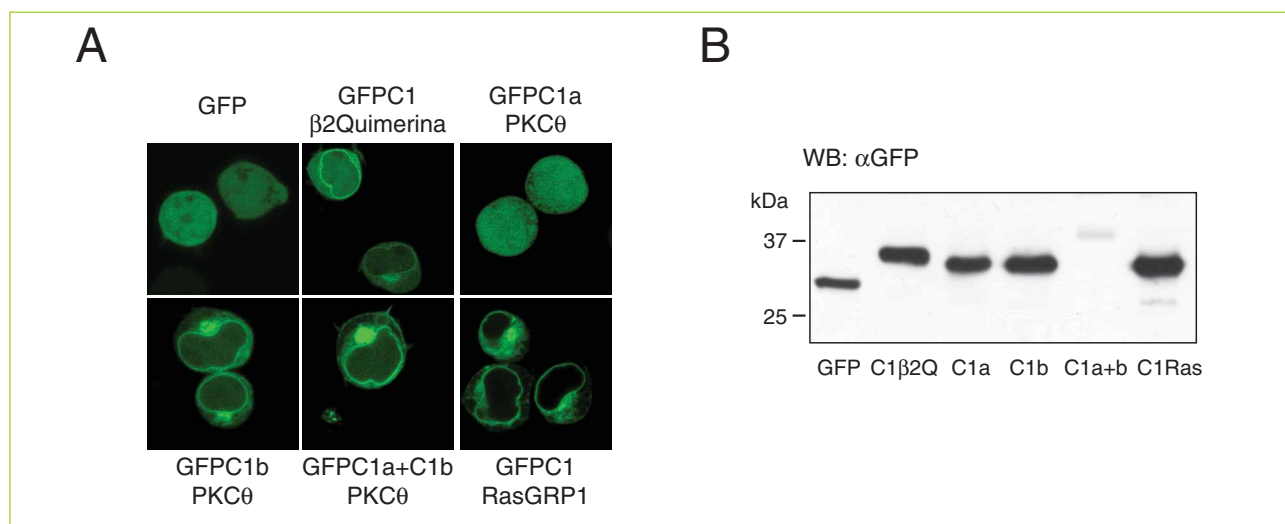 A
GFP
GFPC1
β2Quimerina
GFPC1a
PKCθ
GFPC1b
PKCθ
GFPC1a+C1b
PKCθ
GFPC1
RasGRP1
B
WB: αGFP
kDa
37
25
GFP C1β2Q C1a C1b C1a+b C1Ras